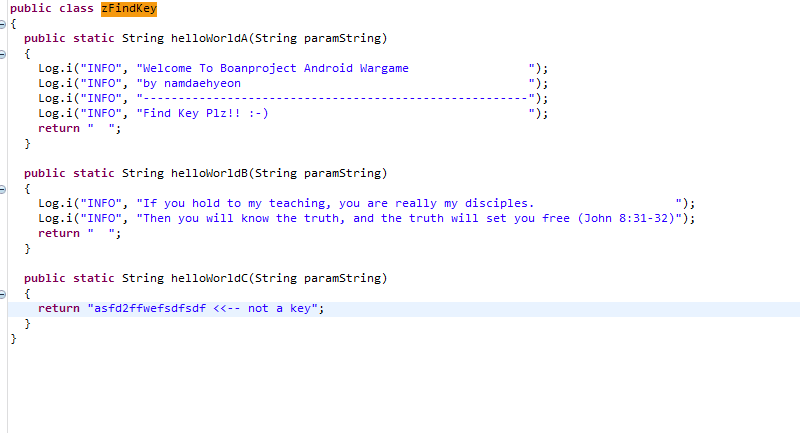 public class zFindKey
{
  public static String helloWorldA(String paramString)
  {
    Log.i("INFO", "Welcome To Boanproject Android Wargame                 ");
    Log.i("INFO", "by namdaehyeon                                         ");
    Log.i("INFO", "-------------------------------------------------------");
    Log.i("INFO", "Find Key Plz!! :-)                                     ");
    return "  ";
  }
  public static String helloWorldB(String paramString)
  {
    Log.i("INFO", "If you hold to my teaching, you are really my disciples.                    ");
    Log.i("INFO", "Then you will know the truth, and the truth will set you free (John 8:31-32)");
    return "  ";
  }
  public static String helloWorldC(String paramString)
  {
    return "asfd2ffwefsdfsdf <<-- not a key";
  }
}